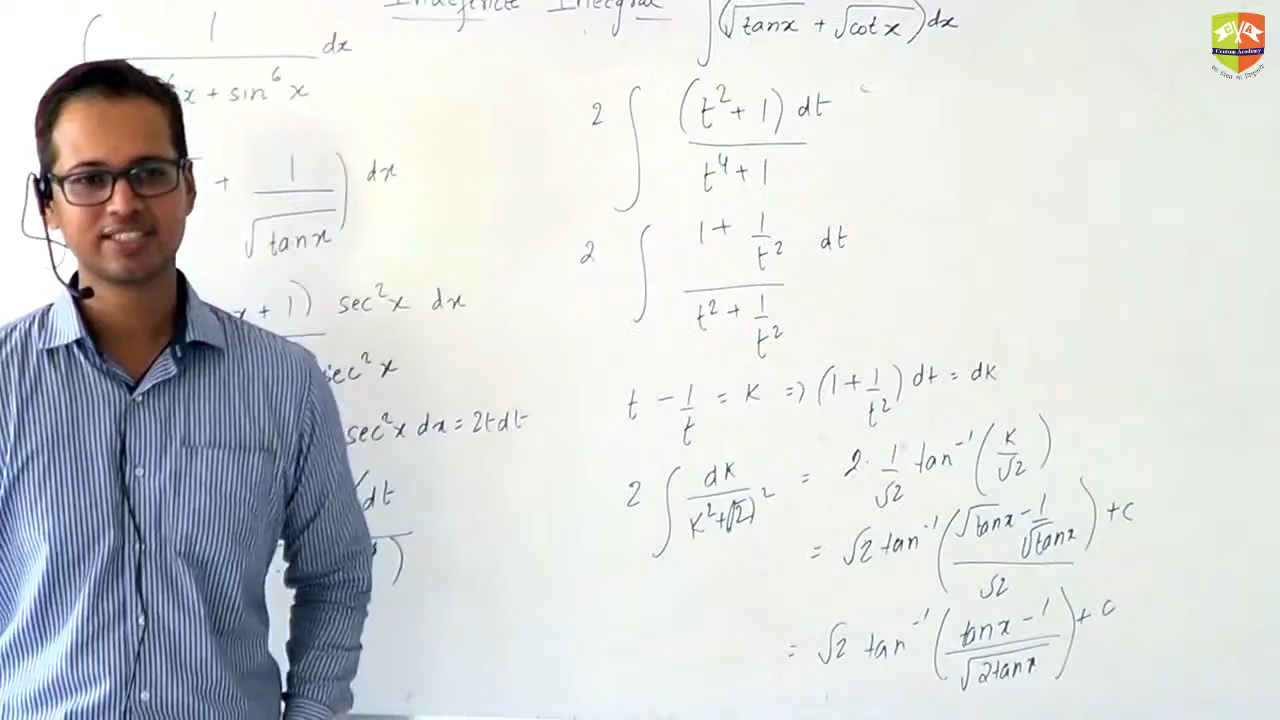 Indefinite Integral ∫(√tanx + √cotx) dx
∫ 1 dx
x + sin⁶x
+ 1/√tanx ) dx
x + 1) sec²x dx
sec²x
sec²x dx = 2tdt
dt
2 ∫ (t² + 1) dt / t⁴ + 1
2 ∫ 1 + 1/t² dt / t² + 1/t²
t - 1/t = K => (1 + 1/t²) dt = dK
2 ∫ dK / K² + (√2)² = 2 · 1/√2 tan⁻¹ (K/√2)
= √2 tan⁻¹ (√tanx - 1/√tanx / √2) + C
= √2 tan⁻¹ (tanx - 1 / √2tanx) + C
Centum Academy